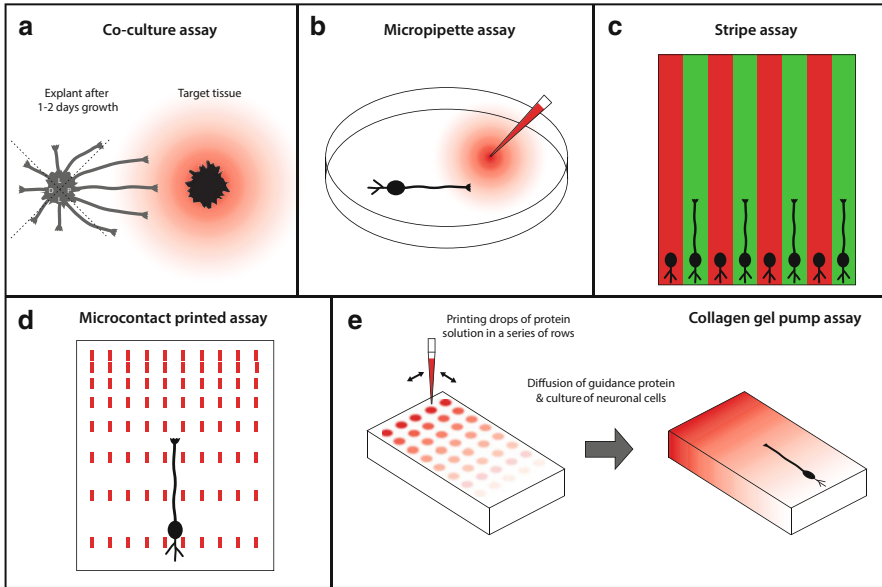 a
Co-culture assay
Explant after
1-2 days growth
Target tissue
L
D
L
b
Micropipette assay
c
Stripe assay
d
Microcontact printed assay
e
Printing drops of protein
solution in a series of rows
Collagen gel pump assay
Diffusion of guidance protein
& culture of neuronal cells